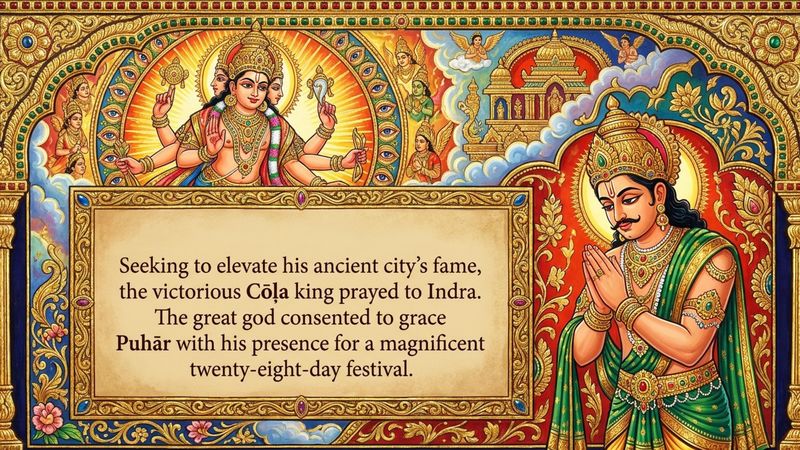 Seeking to elevate his ancient city’s fame,
the victorious Cōḷa king prayed to Indra.
The great god consented to grace
Puhār with his presence for a magnificent
twenty-eight-day festival.